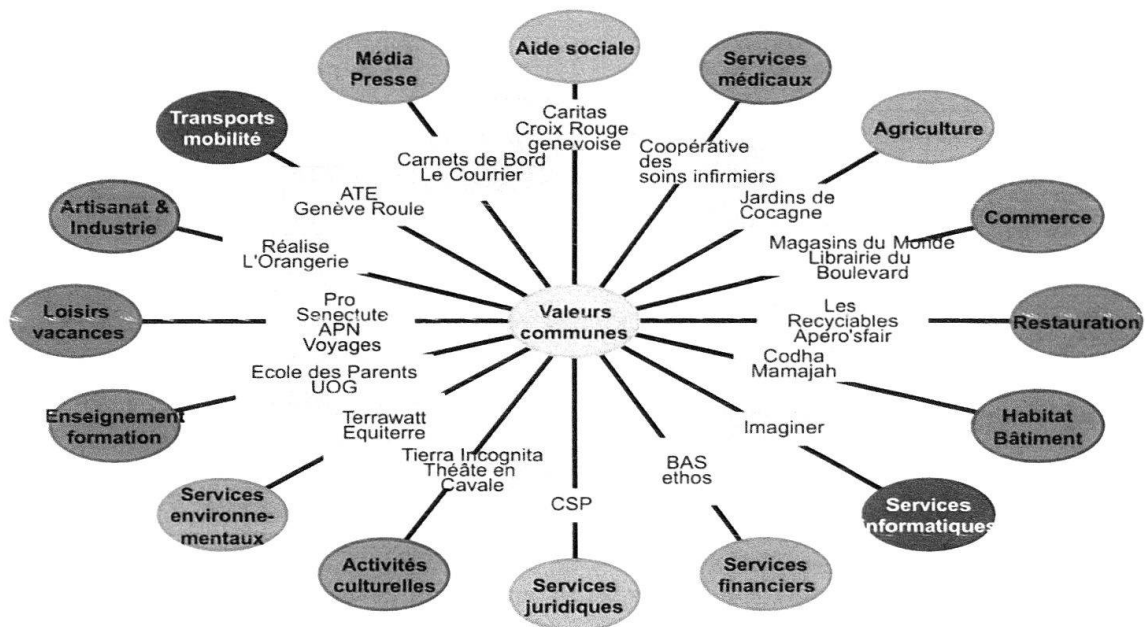 Aide sociale
Caritas
Croix Rouge
genevoise
Services
médicaux
Coopérative
des
soins infirmiers
Agriculture
Jardins de
Cocagne
Commerce
Magasins du Monde
Librairie du
Boulevard
Restauration
Les
Recyclables
Apéro'sfair
Habitat
Bâtiment
Codha
Mamajah
Services
informatiques
Imaginer
Services
financiers
BAS
ethos
Services
juridiques
CSP
Activités
culturelles
Tierra Incognita
Théâte en
Cavale
Services
environne-
mentaux
Terrawatt
Equiterre
Enseignement
formation
Ecole des Parents
UOG
Loisirs
vacances
Pro
Senectute
APN
Voyages
Artisanat &
Industrie
Réalise
L'Orangerie
Transports
mobilité
ATE
Genève Roule
Média
Presse
Carnets de Bord
Le Courrier
Valeurs
communes